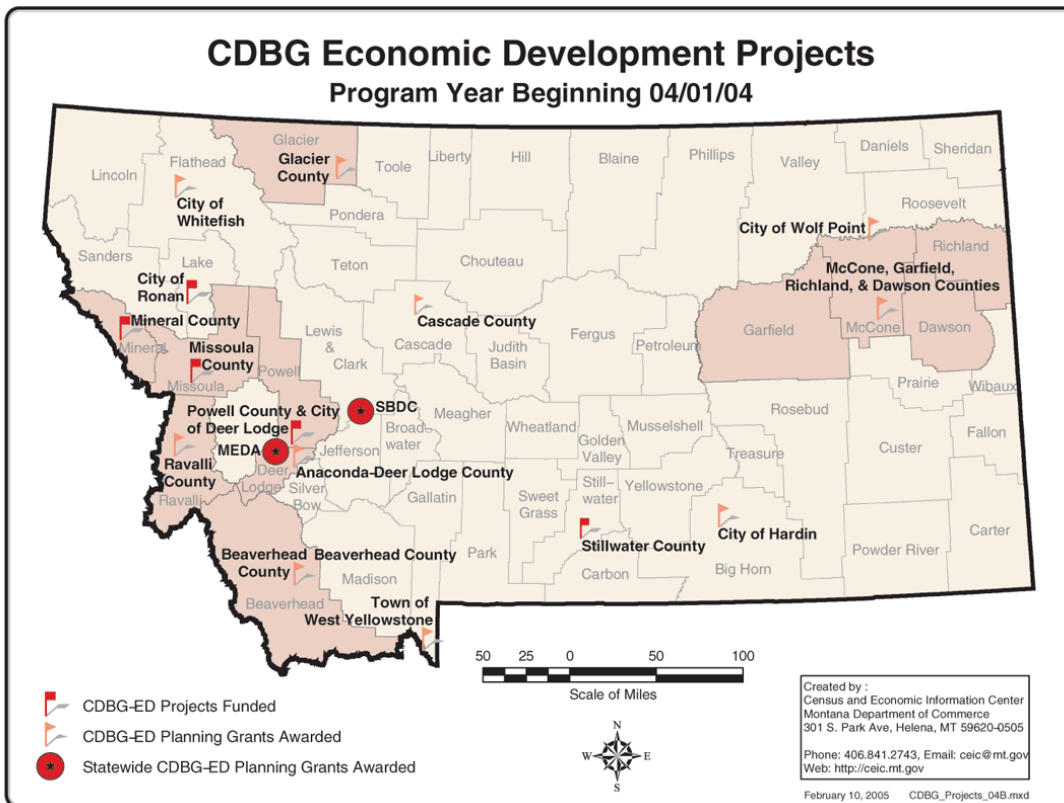 CDBG Economic Development Projects
Program Year Beginning 04/01/04
Glacier
Glacier
County
Toole
Liberty
Hill
Blaine
Phillips
Valley
Daniels
Sheridan
Lincoln
Flathead
City of
Whitefish
Pondera
Roosevelt
City of Wolf Point
Sanders
Lake
City of
Ronan
Teton
Chouteau
Richland
McCone, Garfield,
Richland, & Dawson Counties
Mineral County
Mineral
Missoula
County
Missoula
Powell
Lewis
&
Clark
Cascade County
Cascade
Judith
Basin
Fergus
Petroleum
Garfield
McCone
Dawson
Prairie
Wibaux
Powell County & City
of Deer Lodge
MEDA
SBDC
Meagher
Broad-
water
Jefferson
Wheatland
Golden
Valley
Musselshell
Rosebud
Treasure
Custer
Fallon
Ravalli
County
Ravalli
Deer
Lodge
Anaconda-Deer Lodge County
Silver
Bow
Gallatin
Sweet
Grass
Still-
water
Yellowstone
Park
Stillwater County
City of Hardin
Carter
Powder River
Big Horn
Carbon
Beaverhead
County
Beaverhead County
Beaverhead
Madison
Town of
West Yellowstone
50 25 0 50 100
Scale of Miles
CDBG-ED Projects Funded
CDBG-ED Planning Grants Awarded
Statewide CDBG-ED Planning Grants Awarded
N
W E
S
Created by :
Census and Economic Information Center
Montana Department of Commerce
301 S. Park Ave, Helena, MT 59620-0505
Phone: 406.841.2743, Email: ceic@mt.gov
Web: http://ceic.mt.gov
February 10, 2005 CDBG_Projects_04B.mxd